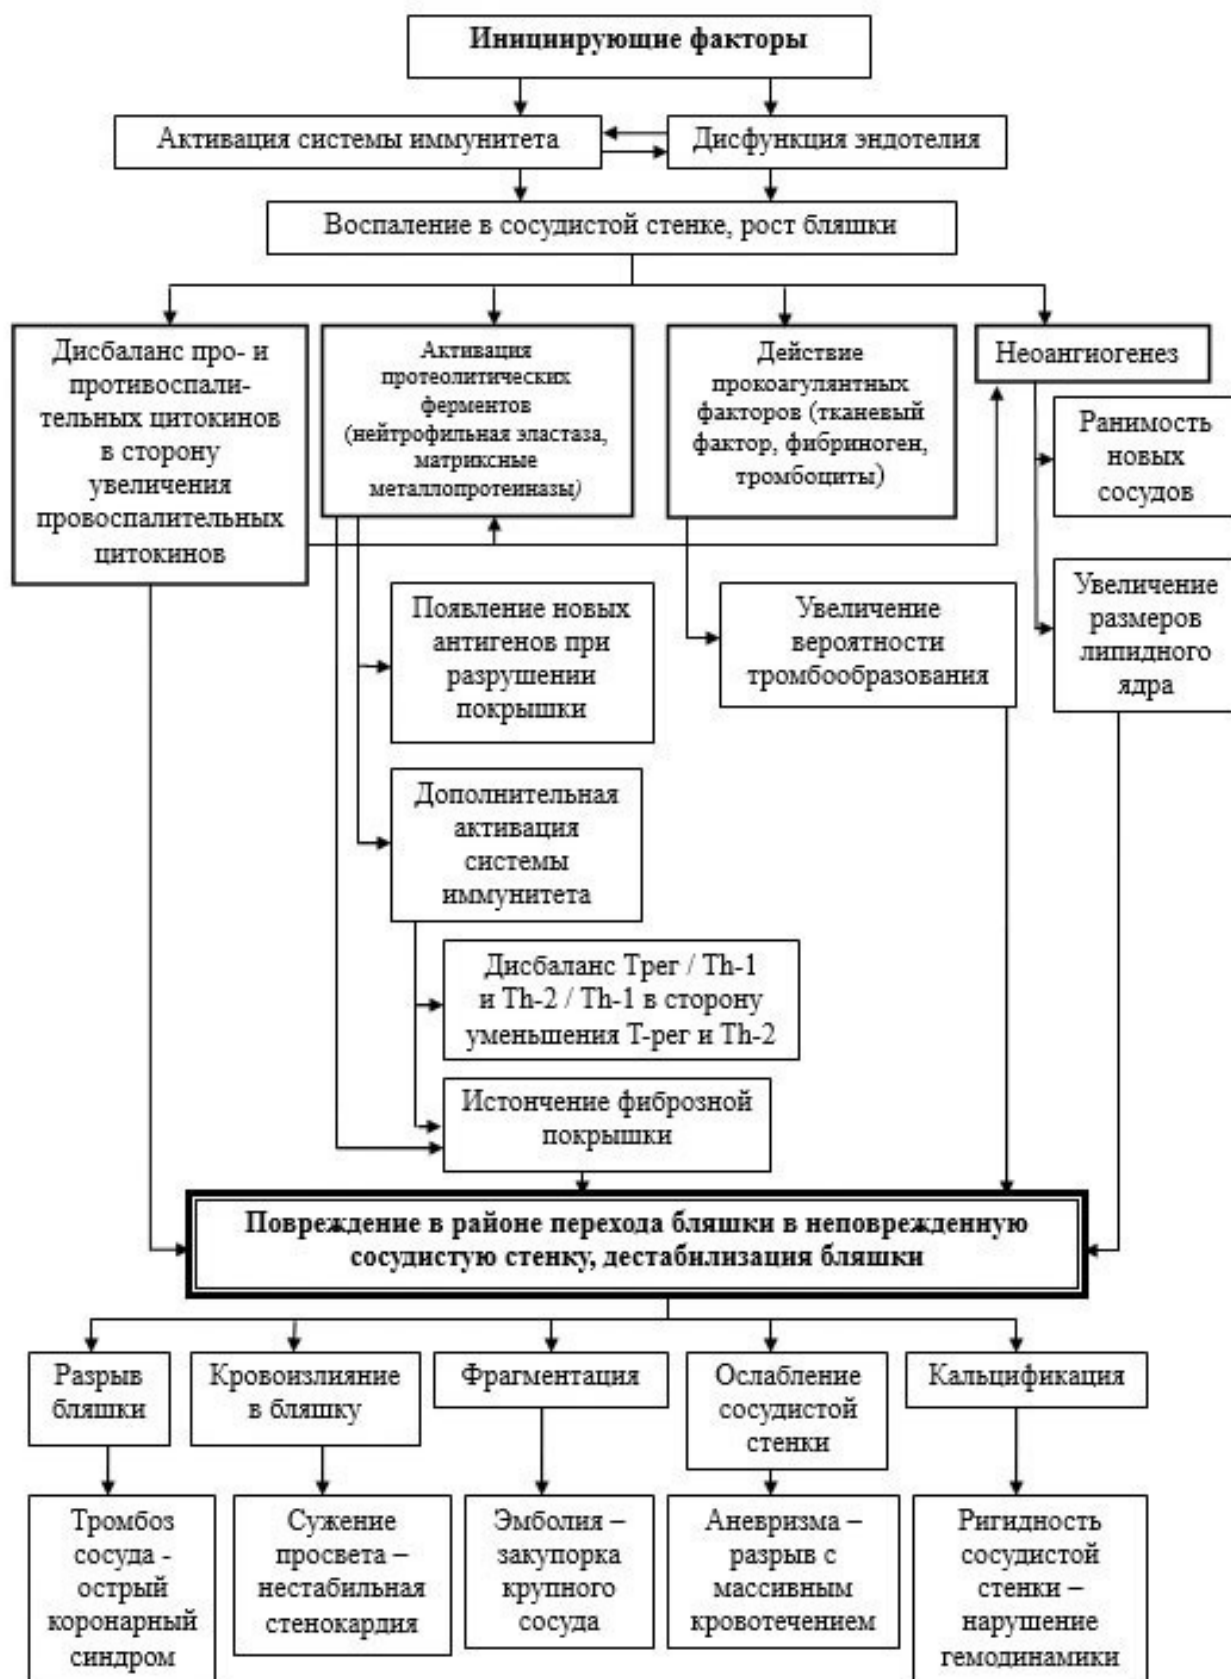 Инициирующие факторы
Активация системы иммунитета
Дисфункция эндотелия
Воспаление в сосудистой стенке, рост бляшки
Дисбаланс про- и
противоспали-
тельных цитокинов
в сторону
увеличения
провоспалительных
цитокинов
Активация
протеолитических
ферментов
(нейтрофильная эластаза,
матриксные
металлопротеиназы)
Действие
прокоагулянтных
факторов (тканевый
фактор, фибриноген,
тромбоциты)
Неоангиогенез
Ранимость
новых
сосудов
Появление новых
антигенов при
разрушении
покрышки
Увеличение
вероятности
тромбообразования
Увеличение
размеров
липидного
ядра
Дополнительная
активация
системы
иммунитета
Дисбаланс Трег / Th-1
и Th-2 / Th-1 в сторону
уменьшения Т-рег и Th-2
Истончение фиброзной
покрышки
Повреждение в районе перехода бляшки в неповрежденную
сосудистую стенку, дестабилизация бляшки
Разрыв
бляшки
Кровоизлияние
в бляшку
Фрагментация
Ослабление
сосудистой
стенки
Кальцификация
Тромбоз
сосуда -
острый
коронарный
синдром
Сужение
просвета –
нестабильная
стенокардия
Эмболия –
закупорка
крупного
сосуда
Аневризма –
разрыв с
массивным
кровотечением
Ригидность
сосудистой
стенки –
нарушение
гемодинамики